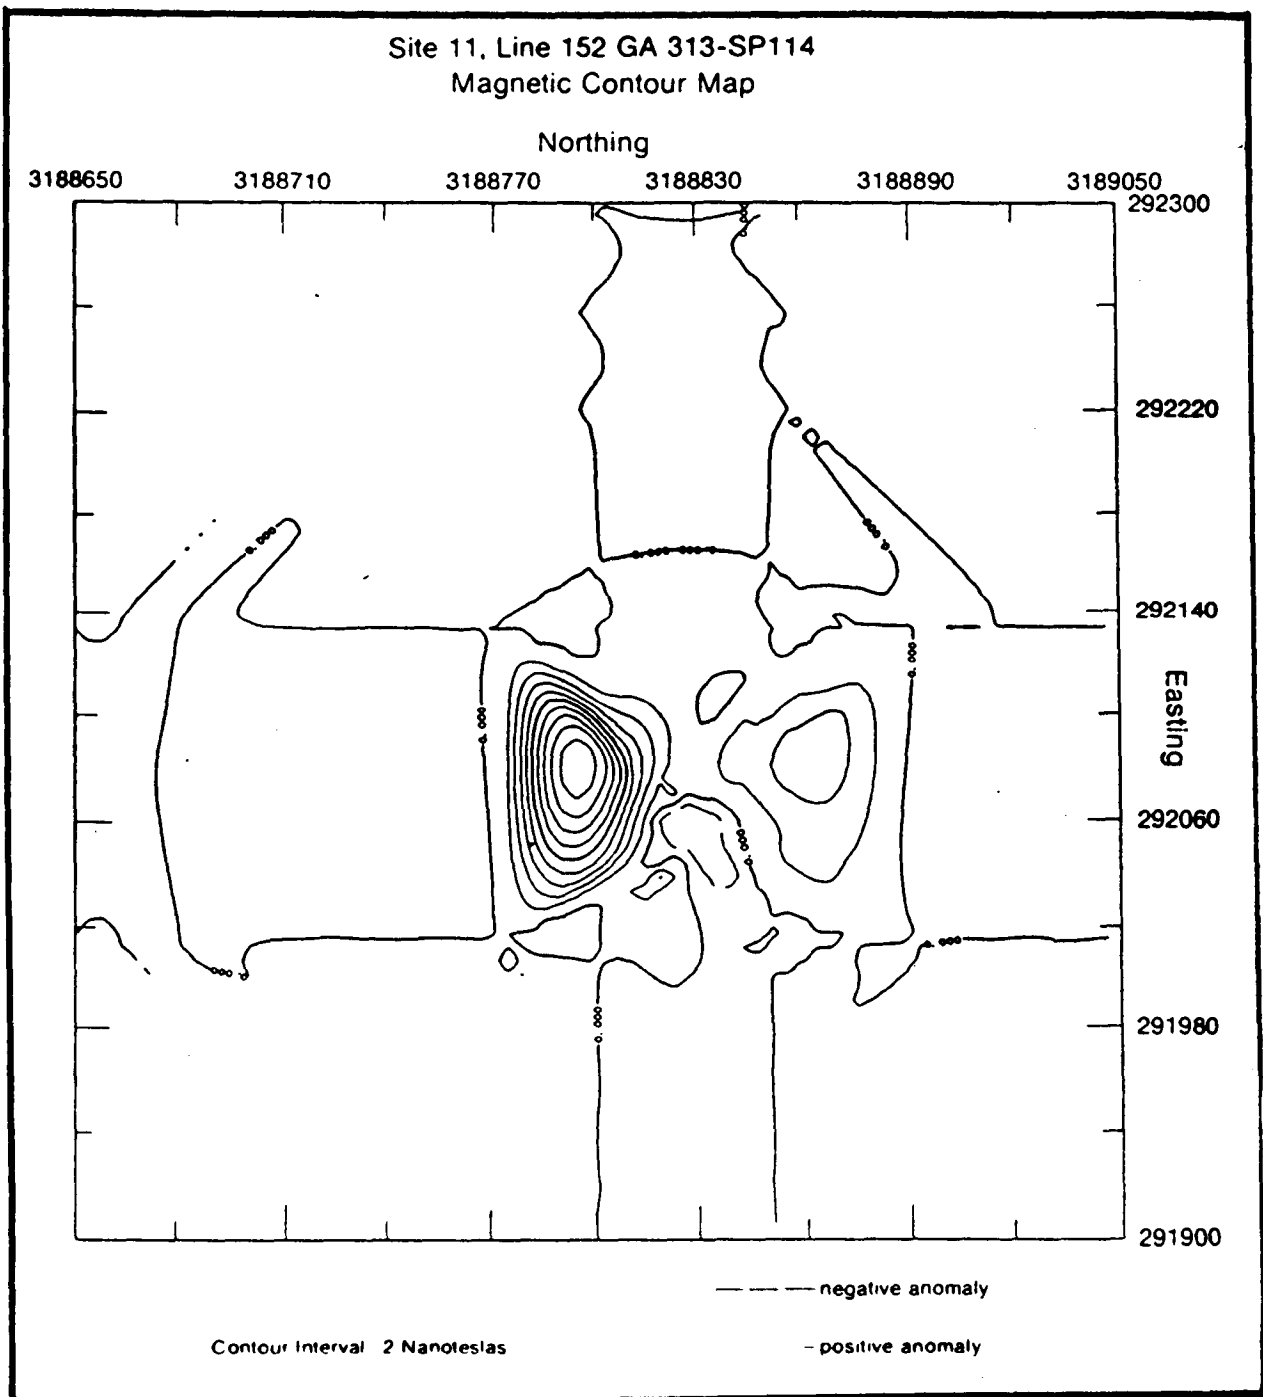 Site 11, Line 152 GA 313-SP114
Magnetic Contour Map
Northing
3188650 3188710 3188770 3188830 3188890 3189050
292300
292220
292140
Easting
292060
291980
291900
negative anomaly
Contour Interval 2 Nanoteslas
positive anomaly